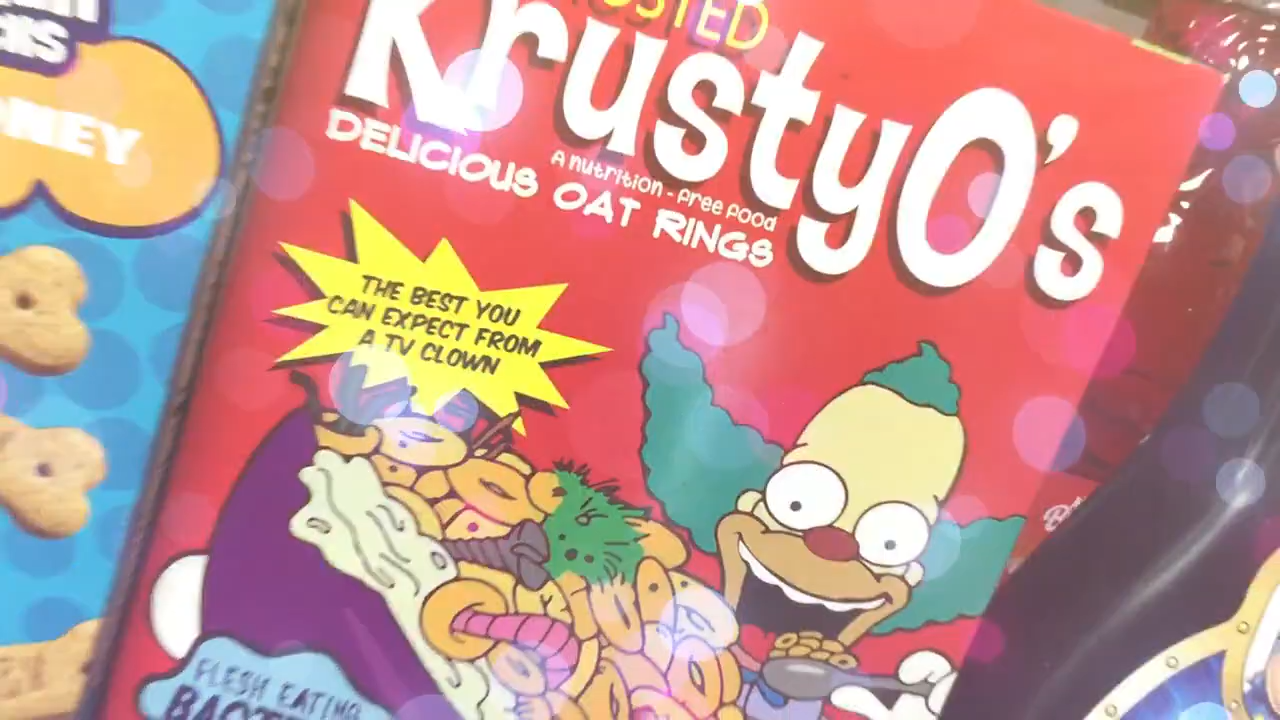 KrustyO's
DELICIOUS OAT RINGS
A nutrition-free food
THE BEST YOU
CAN EXPECT FROM
A TV CLOWN
FLESH EATING